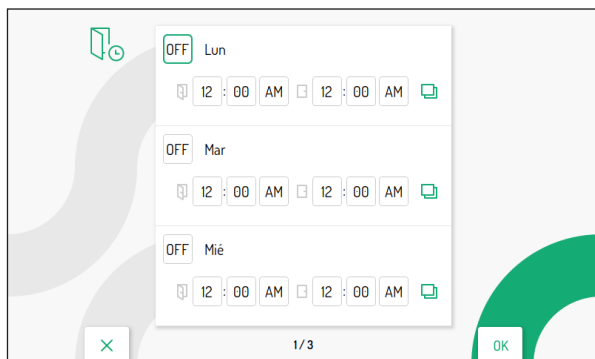 OFF Lun
12 : 00 AM 12 : 00 AM
OFF Mar
12 : 00 AM 12 : 00 AM
OFF Mié
12 : 00 AM 12 : 00 AM
1/3 OK